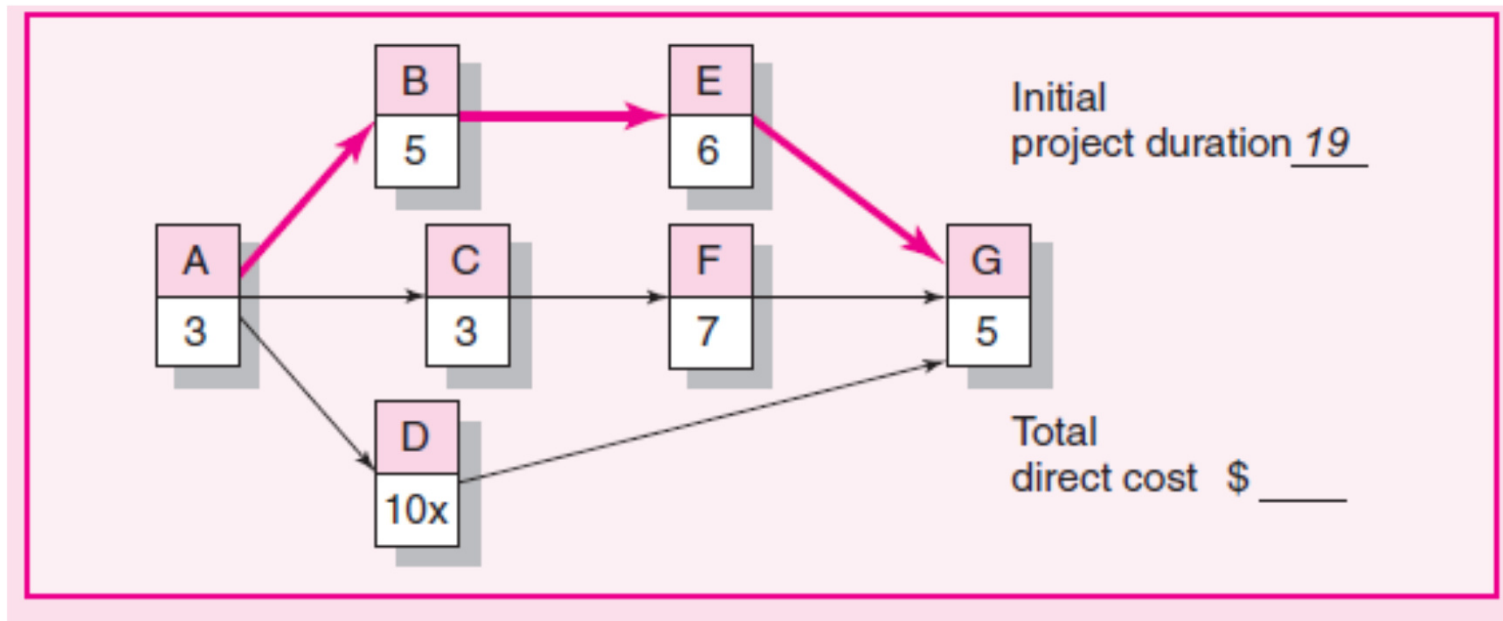 B
5
E
6
Initial
project duration 19
A
3
C
3
F
7
G
5
D
10x
Total
direct cost $